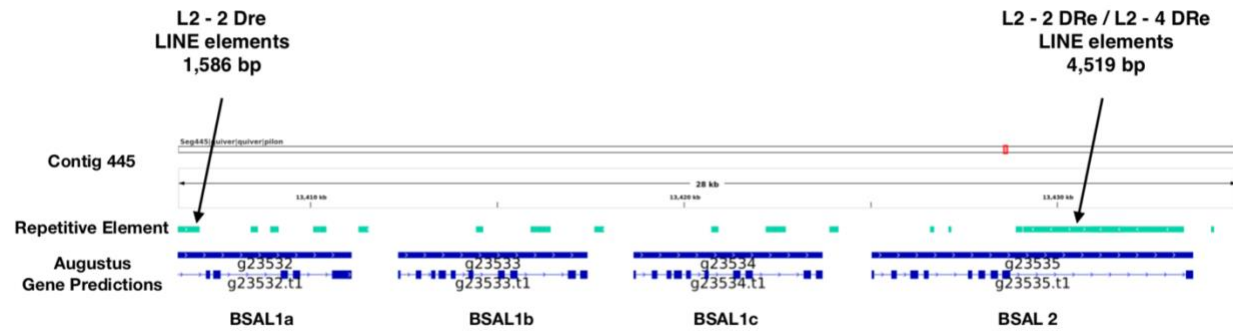 L2 - 2 Dre
LINE elements
1,586 bp
L2 - 2 DRe / L2 - 4 DRe
LINE elements
4,519 bp
Seg445|quiver|quiver|pilon
Contig 445
28 kb
13,410 kb
13,420 kb
13,430 kb
Repetitive Element
Augustus
Gene Predictions
g23532
g23533
g23534
g23535
g23532.t1
g23533.t1
g23534.t1
g23535.t1
BSAL1a
BSAL1b
BSAL1c
BSAL 2